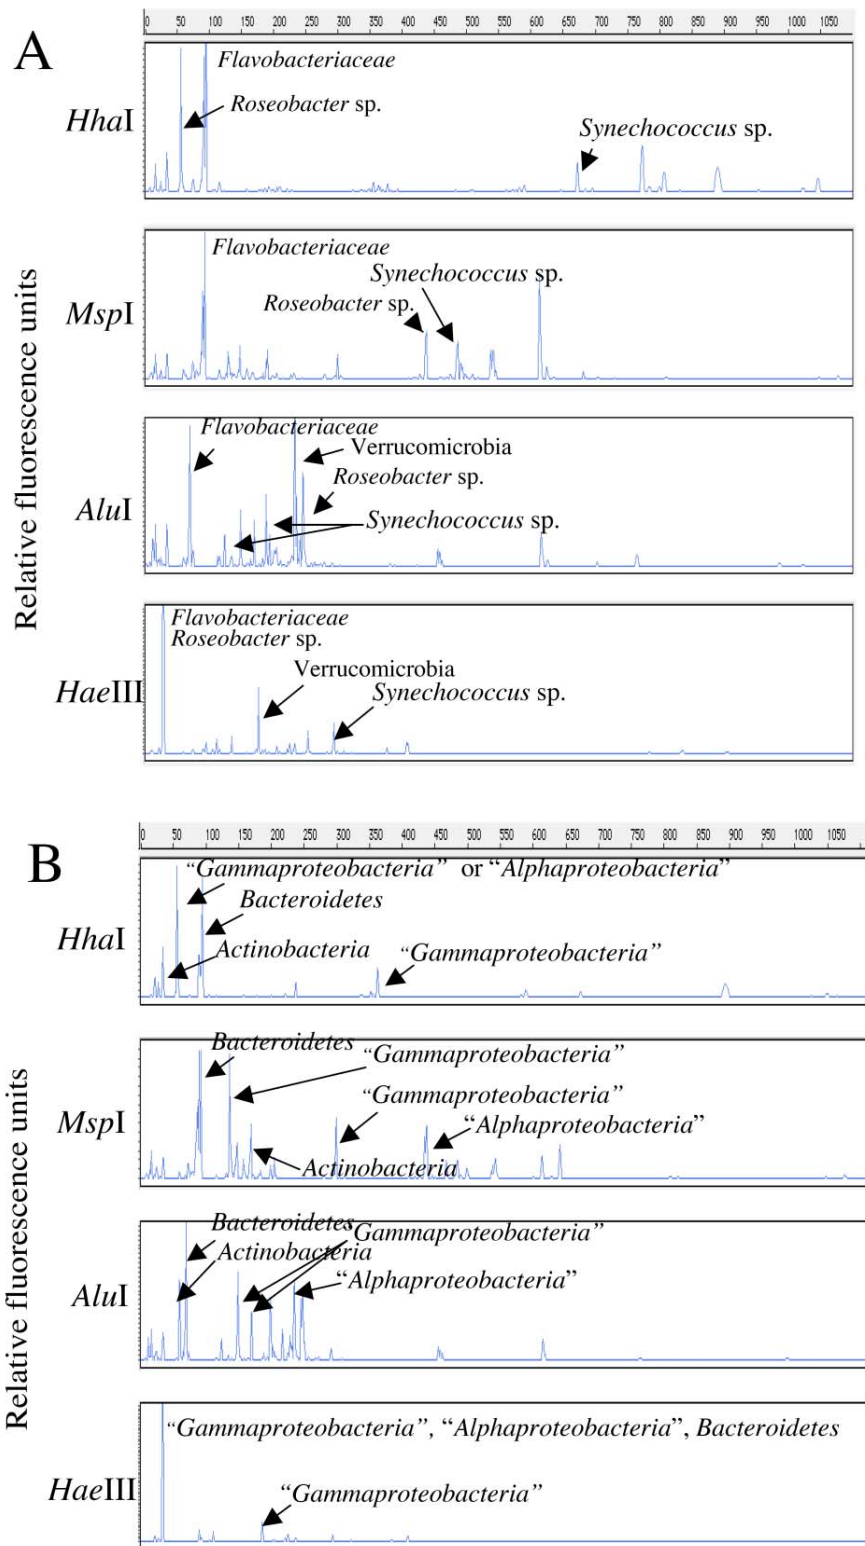 A
0 50 100 150 200 250 300 350 400 450 500 550 600 650 700 750 800 850 900 950 1000 1050
Relative fluorescence units
HhaI
Flavobacteriaceae
Roseobacter sp.
Synechococcus sp.
MspI
Flavobacteriaceae
Synechococcus sp.
Roseobacter sp.
AluI
Flavobacteriaceae
Verrucomicrobia
Roseobacter sp.
Synechococcus sp.
HaeIII
Flavobacteriaceae
Roseobacter sp.
Verrucomicrobia
Synechococcus sp.
B
0 50 100 150 200 250 300 350 400 450 500 550 600 650 700 750 800 850 900 950 1000 1050
Relative fluorescence units
HhaI
“Gammaproteobacteria” or “Alphaproteobacteria”
Bacteroidetes
Actinobacteria
“Gammaproteobacteria”
MspI
Bacteroidetes
“Gammaproteobacteria”
“Gammaproteobacteria”
“Alphaproteobacteria”
Actinobacteria
AluI
Bacteroidetes
“Gammaproteobacteria”
Actinobacteria
“Alphaproteobacteria”
HaeIII
“Gammaproteobacteria”, “Alphaproteobacteria”, Bacteroidetes
“Gammaproteobacteria”